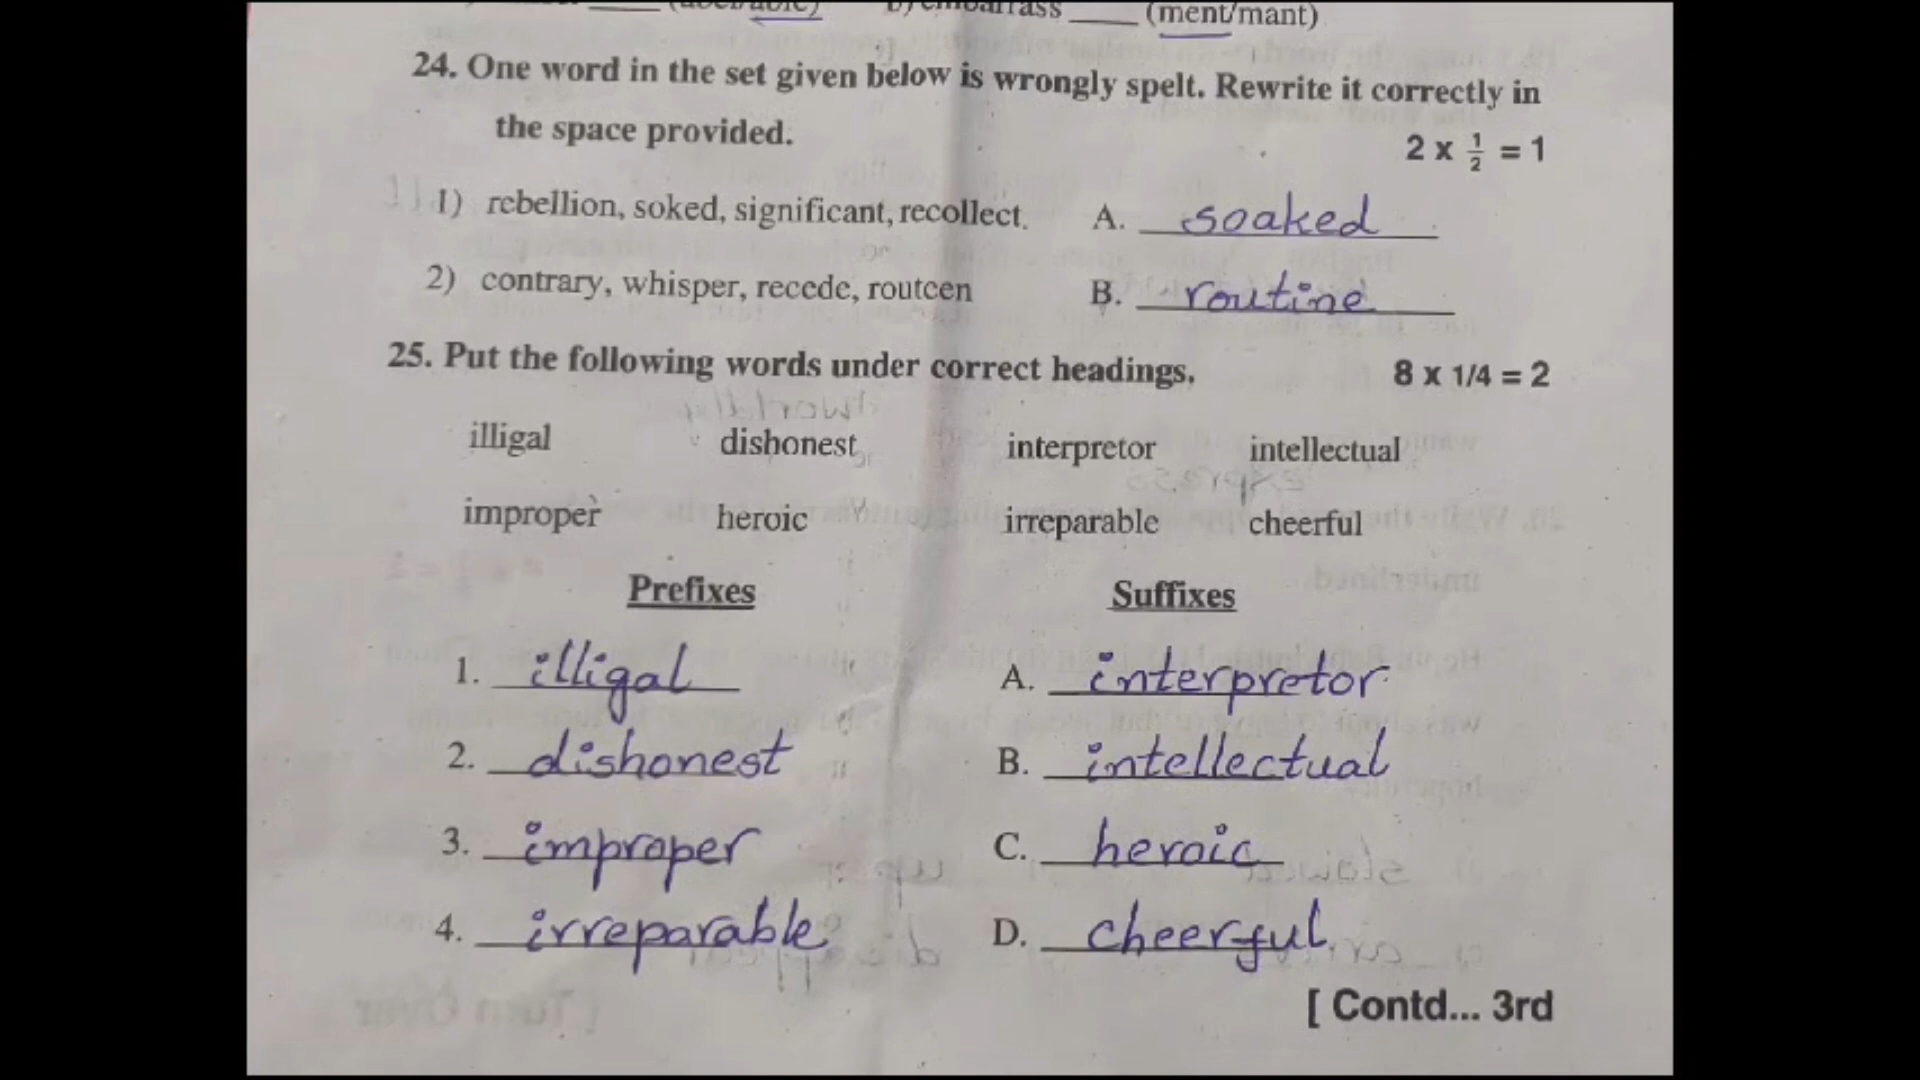 (ment/mant)
24. One word in the set given below is wrongly spelt. Rewrite it correctly in
the space provided.
2 x 1/2 = 1
1) rebellion, soked, significant, recollect. A. soaked
2) contrary, whisper, recede, routeen B. routine
25. Put the following words under correct headings. 8 x 1/4 = 2
illigal dishonest interpretor intellectual
improper heroic irreparable cheerful
Prefixes Suffixes
1. illigal A. interpretor
2. dishonest B. intellectual
3. improper C. heroic
4. irreparable D. cheerful
[ Contd... 3rd